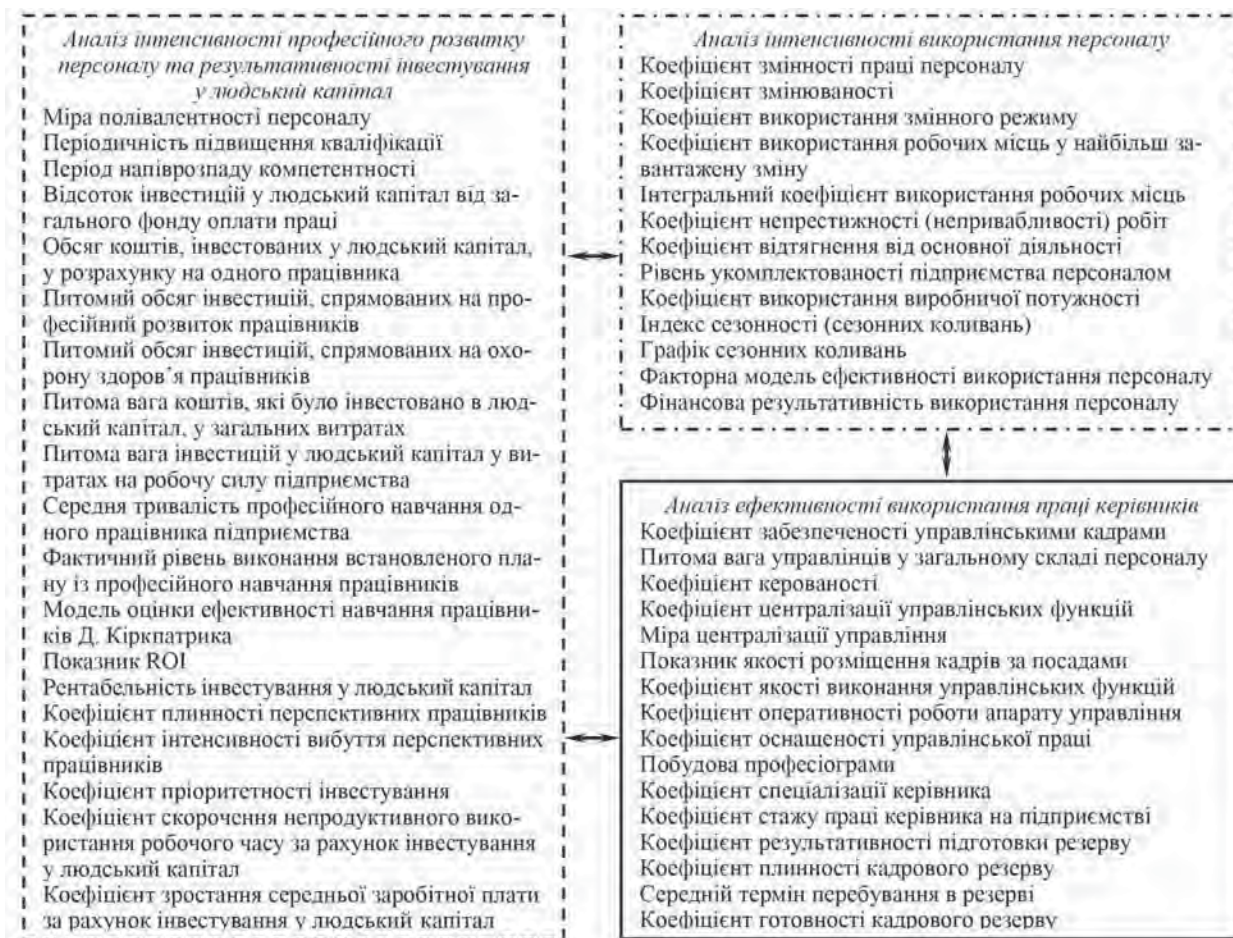 Аналіз інтенсивності професійного розвитку
персоналу та результативності інвестування
у людський капітал
Міра полівалентності персоналу
Періодичність підвищення кваліфікації
Період напіврозпаду компетентності
Відсоток інвестицій у людський капітал від за-
гального фонду оплати праці
Обсяг коштів, інвестованих у людський капітал,
у розрахунку на одного працівника
Питомий обсяг інвестицій, спрямованих на про-
фесійний розвиток працівників
Питомий обсяг інвестицій, спрямованих на охо-
рону здоров’я працівників
Питома вага коштів, які було інвестовано в люд-
ський капітал, у загальних витратах
Питома вага інвестицій у людський капітал у ви-
тратах на робочу силу підприємства
Середня тривалість професійного навчання од-
ного працівника підприємства
Фактичний рівень виконання встановленого пла-
ну із професійного навчання працівників
Модель оцінки ефективності навчання працівни-
ків Д. Кіркпатрика
Показник ROI
Рентабельність інвестування у людський капітал
Коефіцієнт плинності перспективних працівників
Коефіцієнт інтенсивності вибуття перспективних
працівників
Коефіцієнт пріоритетності інвестування
Коефіцієнт скорочення непродуктивного вико-
ристання робочого часу за рахунок інвестування
у людський капітал
Коефіцієнт зростання середньої заробітної плати
за рахунок інвестування у людський капітал
Аналіз інтенсивності використання персоналу
Коефіцієнт змінності праці персоналу
Коефіцієнт змінюваності
Коефіцієнт використання змінного режиму
Коефіцієнт використання робочих місць у найбільш за-
вантажену зміну
Інтегральний коефіцієнт використання робочих місць
Коефіцієнт непрестижності (непривабливості) робіт
Коефіцієнт відтягнення від основної діяльності
Рівень укомплектованості підприємства персоналом
Коефіцієнт використання виробничої потужності
Індекс сезонності (сезонних коливань)
Графік сезонних коливань
Факторна модель ефективності використання персоналу
Фінансова результативність використання персоналу
Аналіз ефективності використання праці керівників
Коефіцієнт забезпеченості управлінськими кадрами
Питома вага управлінців у загальному складі персоналу
Коефіцієнт керованості
Коефіцієнт централізації управлінських функцій
Міра централізації управління
Показник якості розміщення кадрів за посадами
Коефіцієнт якості виконання управлінських функцій
Коефіцієнт оперативності роботи апарату управління
Коефіцієнт оснащеності управлінської праці
Побудова професіограми
Коефіцієнт спеціалізації керівника
Коефіцієнт стажу праці керівника на підприємстві
Коефіцієнт результативності підготовки резерву
Коефіцієнт плинності кадрового резерву
Середній термін перебування в резерві
Коефіцієнт готовності кадрового резерву